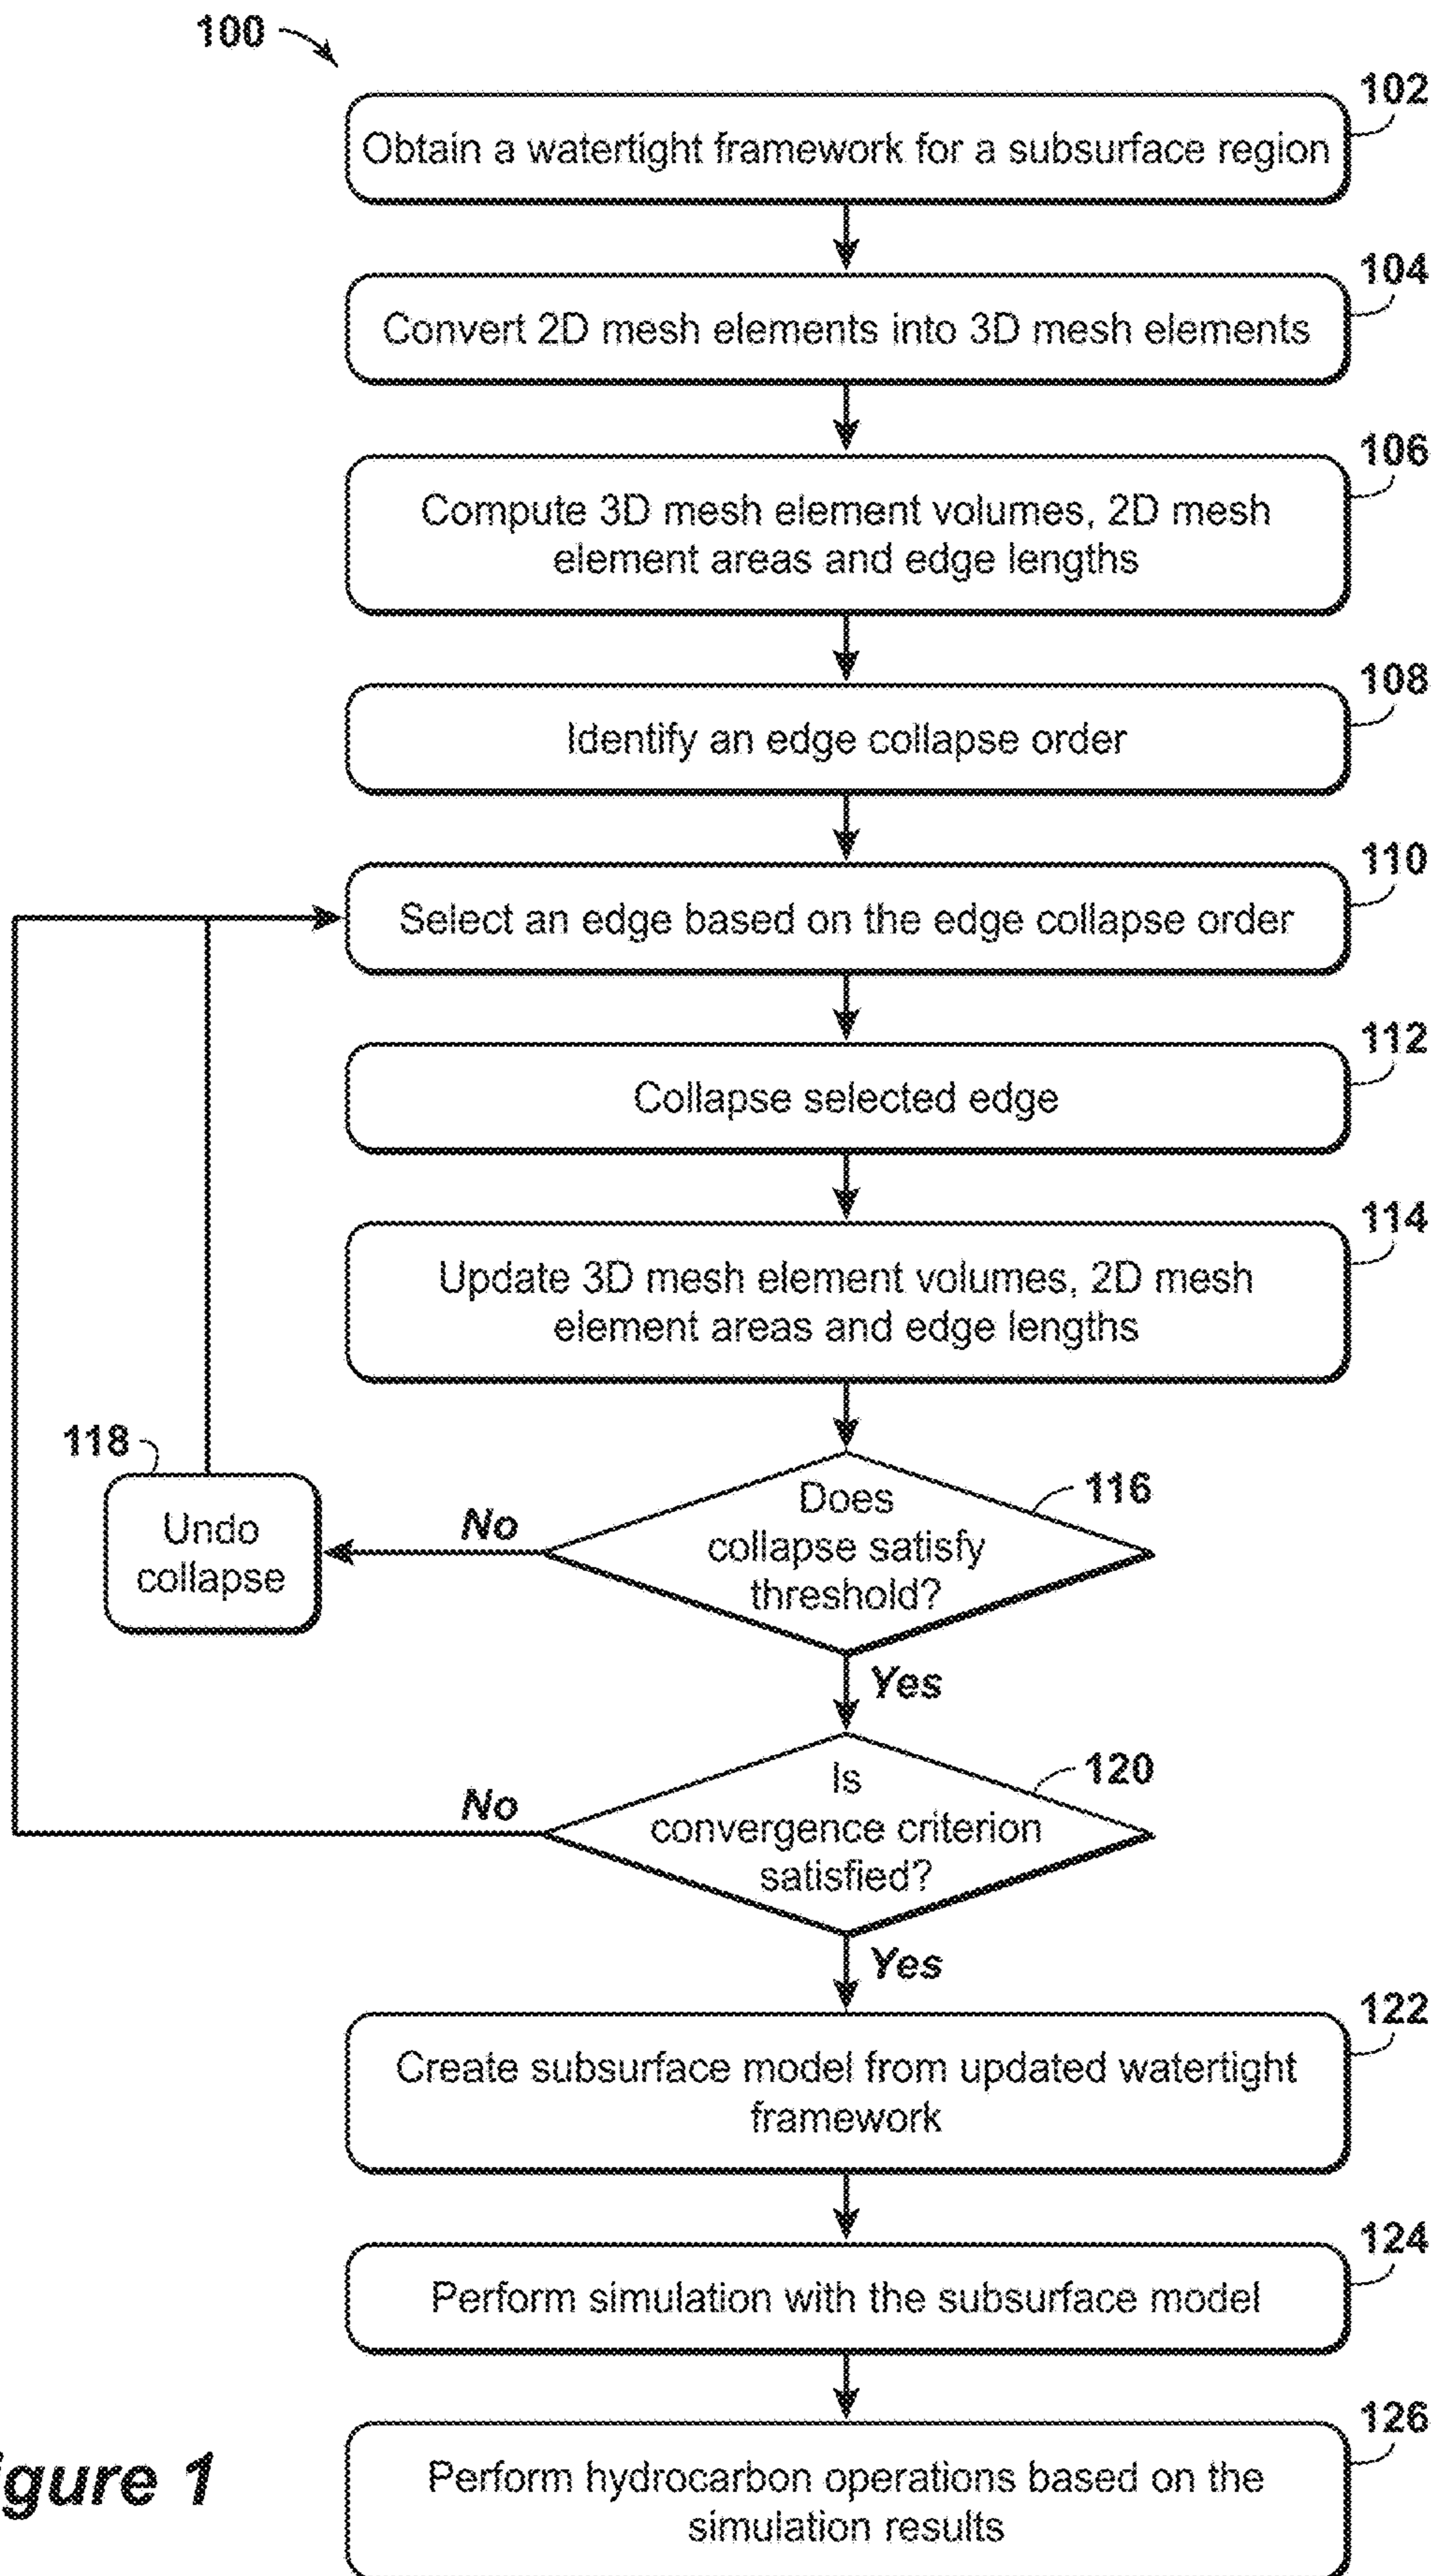 100
102
Obtain a watertight framework for a subsurface region
104
Convert 2D mesh elements into 3D mesh elements
106
Compute 3D mesh element volumes, 2D mesh
element areas and edge lengths
108
Identify an edge collapse order
110
Select an edge based on the edge collapse order
112
Collapse selected edge
114
Update 3D mesh element volumes, 2D mesh
element areas and edge lengths
118
Undo
collapse
No
116
Does
collapse satisfy
threshold?
Yes
120
No
Is
convergence criterion
satisfied?
Yes
122
Create subsurface model from updated watertight
framework
124
Perform simulation with the subsurface model
126
Perform hydrocarbon operations based on the
simulation results
igure 1